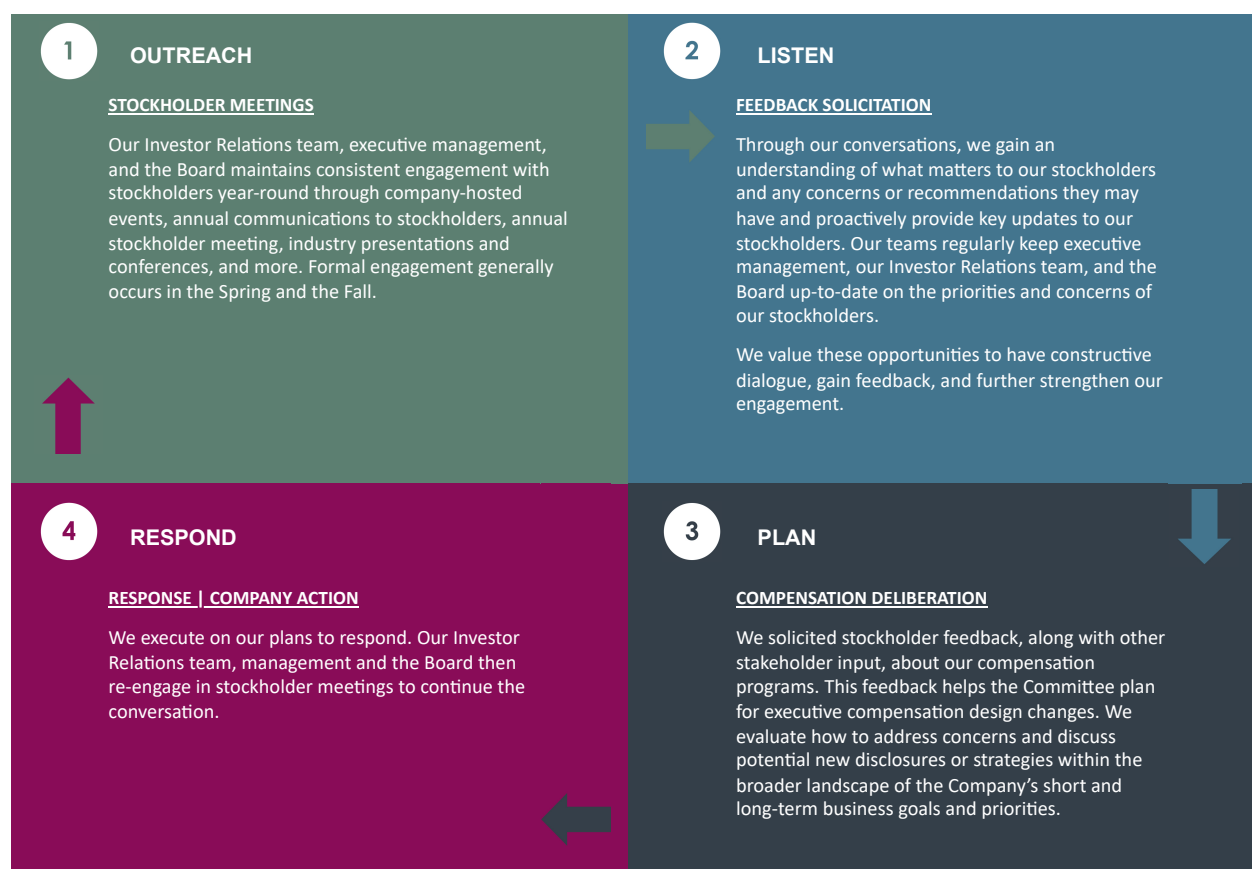 1
OUTREACH
STOCKHOLDER MEETINGS
Our Investor Relations team, executive management,
and the Board maintains consistent engagement with
stockholders year-round through company-hosted
events, annual communications to stockholders, annual
stockholder meeting, industry presentations and
conferences, and more. Formal engagement generally
occurs in the Spring and the Fall.
2
LISTEN
FEEDBACK SOLICITATION
Through our conversations, we gain an
understanding of what matters to our stockholders
and any concerns or recommendations they may
have and proactively provide key updates to our
stockholders. Our teams regularly keep executive
management, our Investor Relations team, and the
Board up-to-date on the priorities and concerns of
our stockholders.
We value these opportunities to have constructive
dialogue, gain feedback, and further strengthen our
engagement.
3
PLAN
COMPENSATION DELIBERATION
We solicited stockholder feedback, along with other
stakeholder input, about our compensation
programs. This feedback helps the Committee plan
for executive compensation design changes. We
evaluate how to address concerns and discuss
potential new disclosures or strategies within the
broader landscape of the Company's short and
long-term business goals and priorities.
4
RESPOND
RESPONSE | COMPANY ACTION
We execute on our plans to respond. Our Investor
Relations team, management and the Board then
re-engage in stockholder meetings to continue the
conversation.